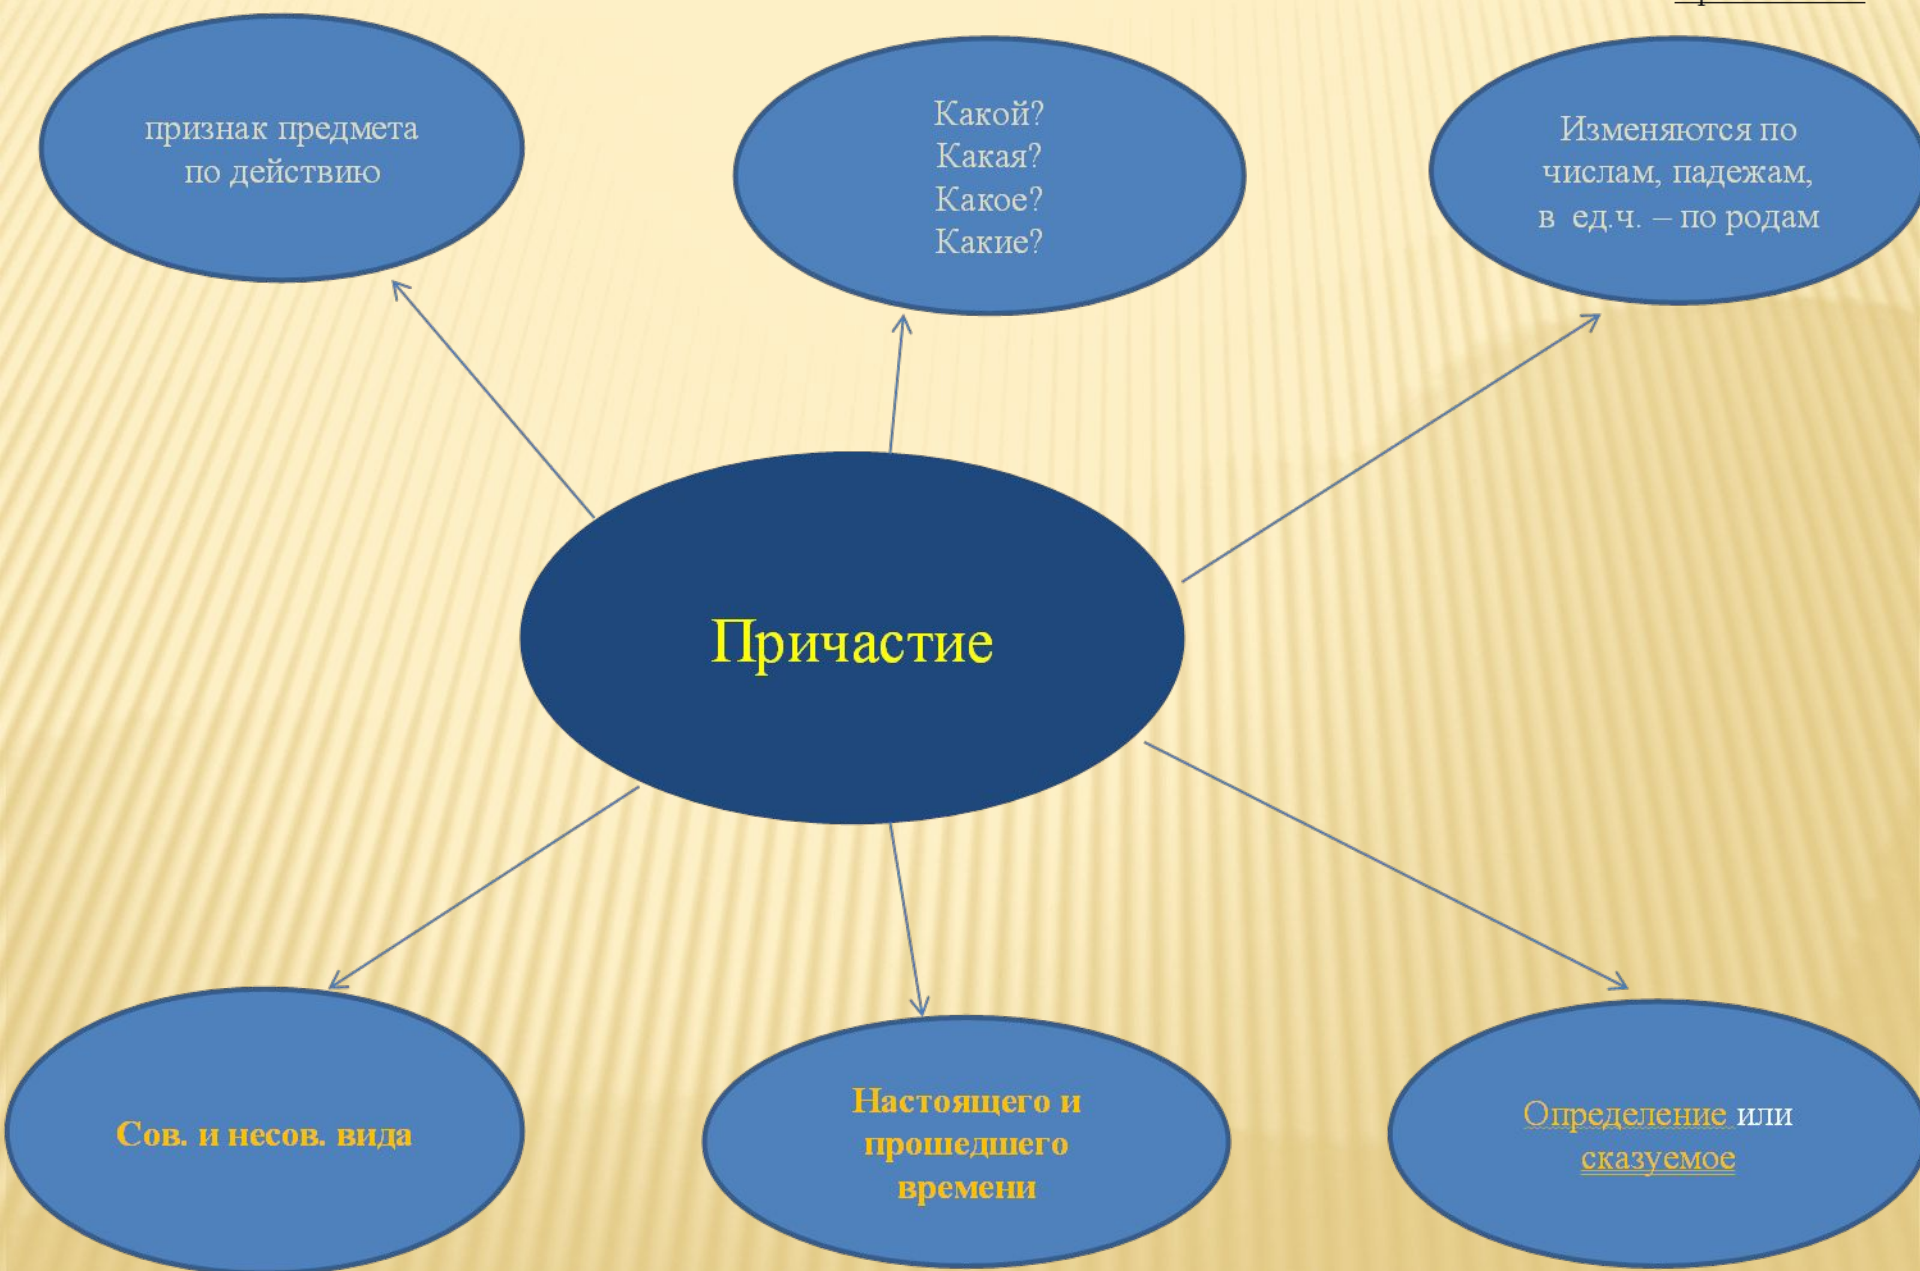 признак предмета
по действию
Какой?
Какая?
Какое?
Какие?
Изменяются по
числам, падежам,
в ед.ч. – по родам
Причастие
Сов. и несов. вида
Настоящего и
прошедшего
времени
Определение или
сказуемое